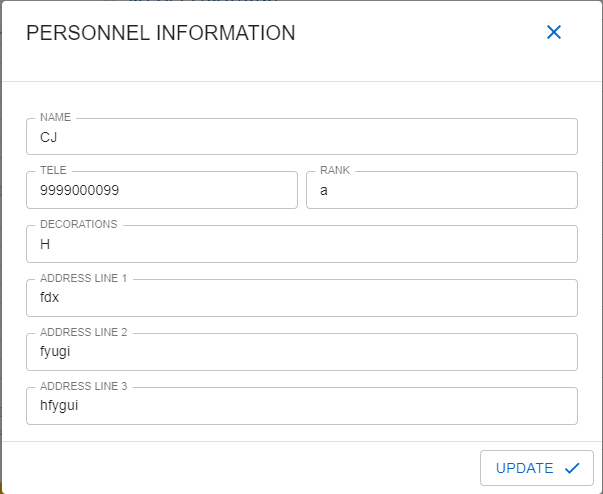 PERSONNEL INFORMATION
NAME
CJ
TELE
9999000099
RANK
a
DECORATIONS
H
ADDRESS LINE 1
fdx
ADDRESS LINE 2
fyugi
ADDRESS LINE 3
hfygui
UPDATE